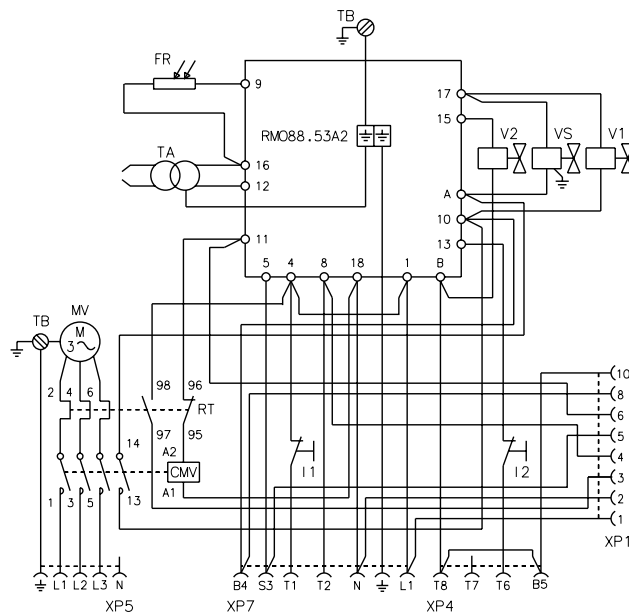 TB
FR
9
17
15
RMO88.53A2
V2 VS V1
TA
16
12
A
10
11
13
5 4 8 18 1 B
TB
MV
M
3
10
8
6
5
4
3
2
1
XP1
2 4 6
98 96
RT
97 95
14
A2
CMV
A1
I1
I2
1 3 5 13
L1 L2 L3 N
B4 S3 T1 T2 N L1
T8 T7 T6 B5
XP5 XP7 XP4